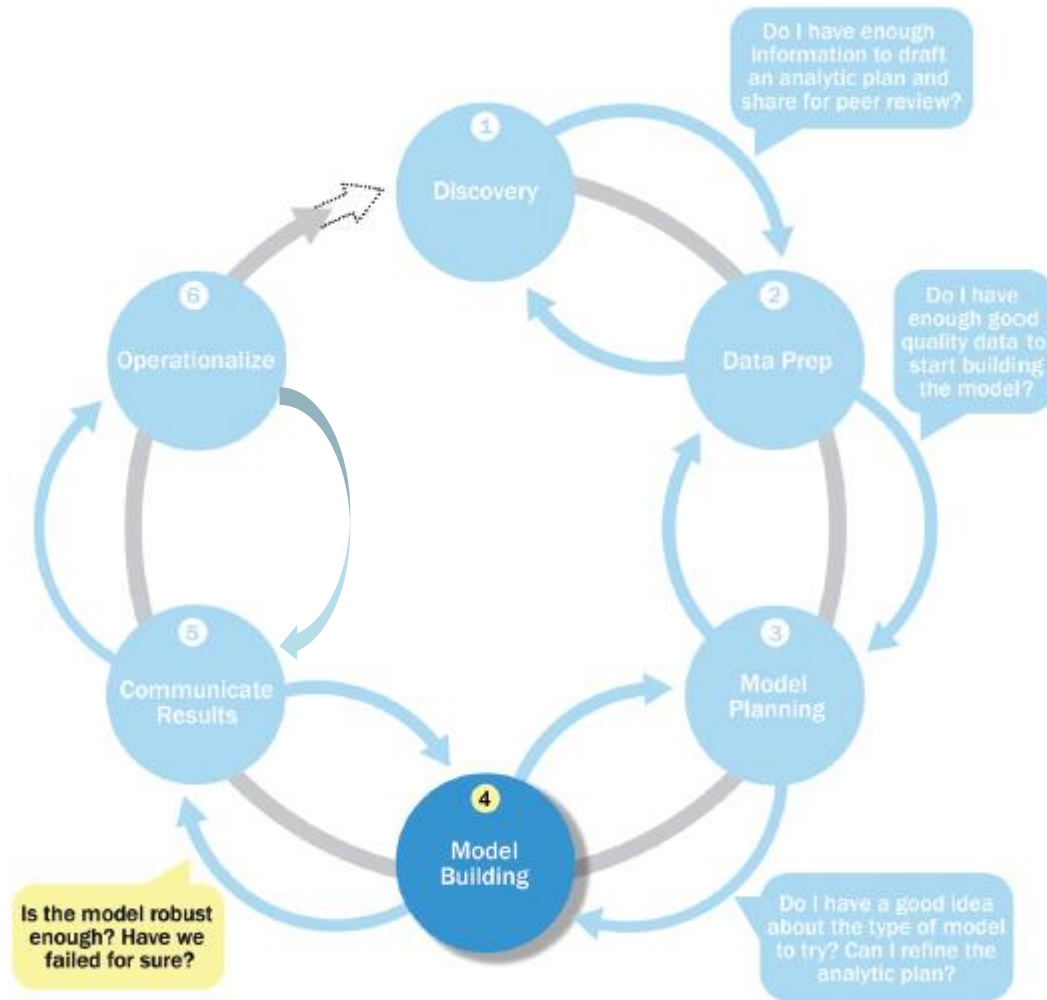 Do I have enough
information to draft
an analytic plan and
share for peer review?
1
Discovery
2
Data Prep
Do I have
enough good
quality data to
start building
the model?
3
Model
Planning
Do I have a good idea
about the type of model
to try? Can I refine the
analytic plan?
4
Model
Building
Is the model robust
enough? Have we
failed for sure?
5
Communicate
Results
6
Operationalize